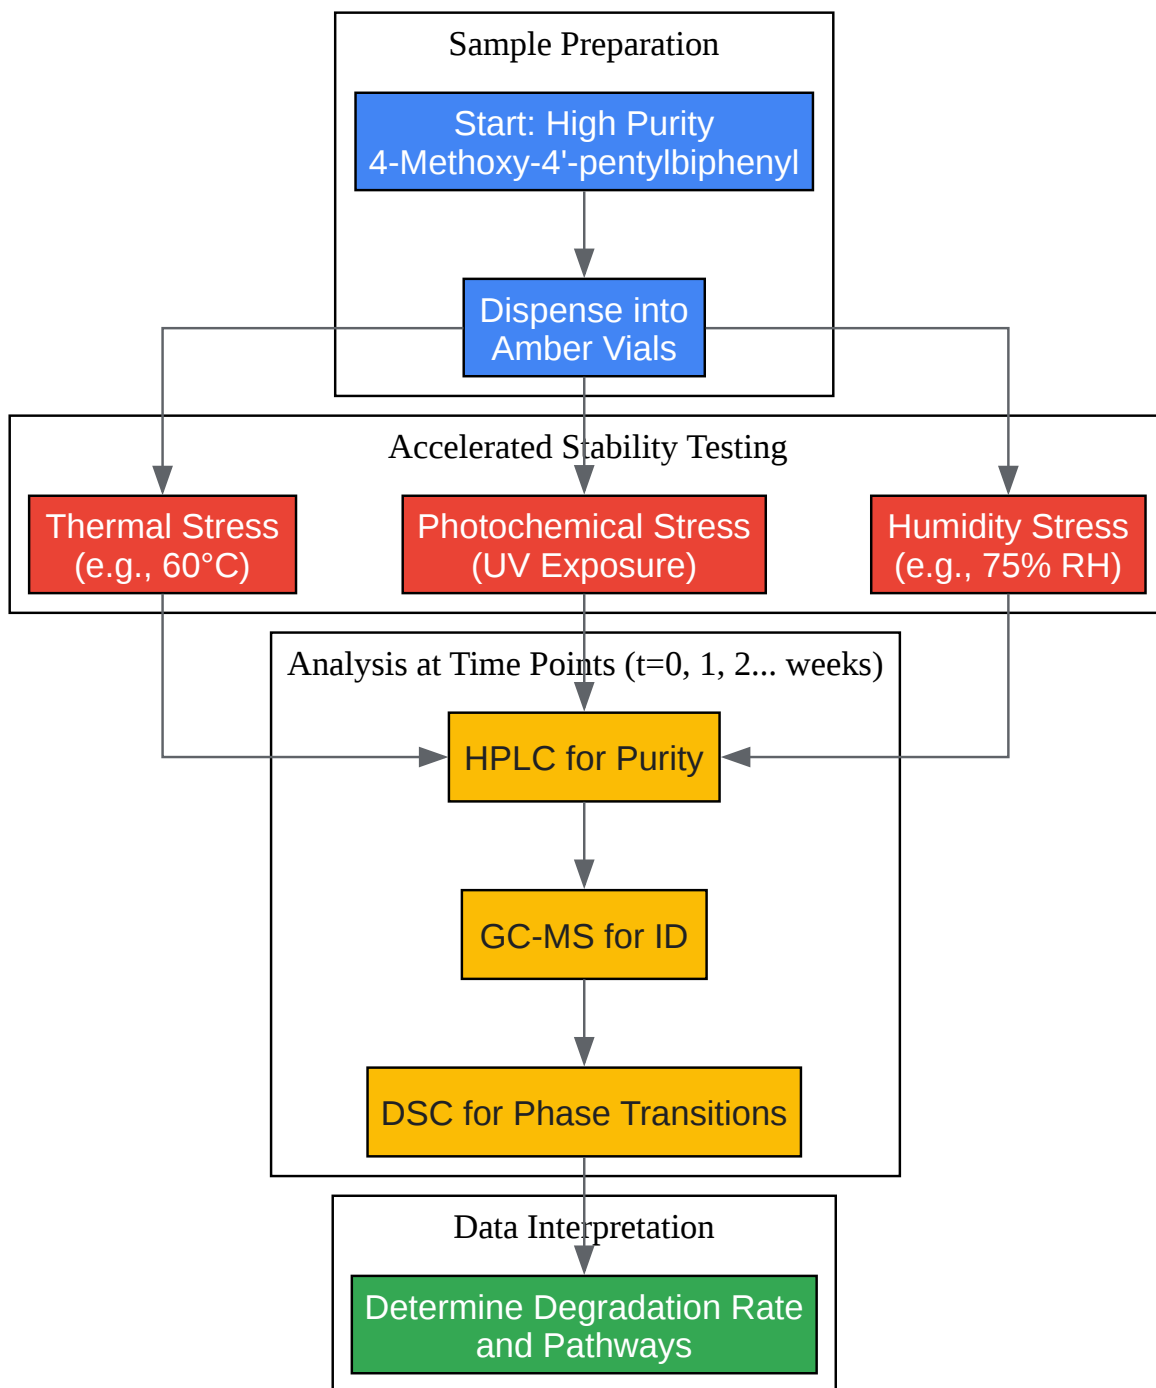 Sample Preparation
Start: High Purity
4-Methoxy-4'-pentylbiphenyl
Dispense into
Amber Vials
Accelerated Stability Testing
Thermal Stress
(e.g., 60°C)
Photochemical Stress
(UV Exposure)
Humidity Stress
(e.g., 75% RH)
Analysis at Time Points (t=0, 1, 2... weeks)
HPLC for Purity
GC-MS for ID
DSC for Phase Transitions
Data Interpretation
Determine Degradation Rate
and Pathways